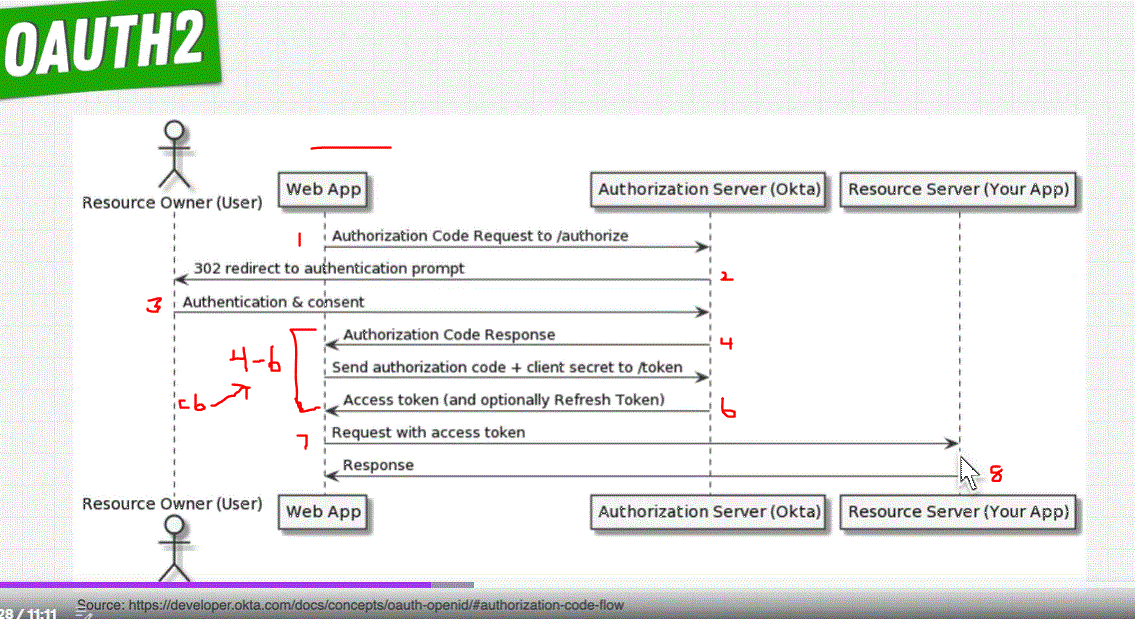 OAUTH2
Resource Owner (User)
Web App
Authorization Server (Okta)
Resource Server (Your App)
1
Authorization Code Request to /authorize
302 redirect to authentication prompt
2
3
Authentication & consent
Authorization Code Response
4
4-6
Send authorization code + client secret to /token
cb
Access token (and optionally Refresh Token)
6
7
Request with access token
Response
8
Resource Owner (User)
Web App
Authorization Server (Okta)
Resource Server (Your App)
28 / 11:11
Source: https://developer.okta.com/docs/concepts/oauth-openid/#authorization-code-flow